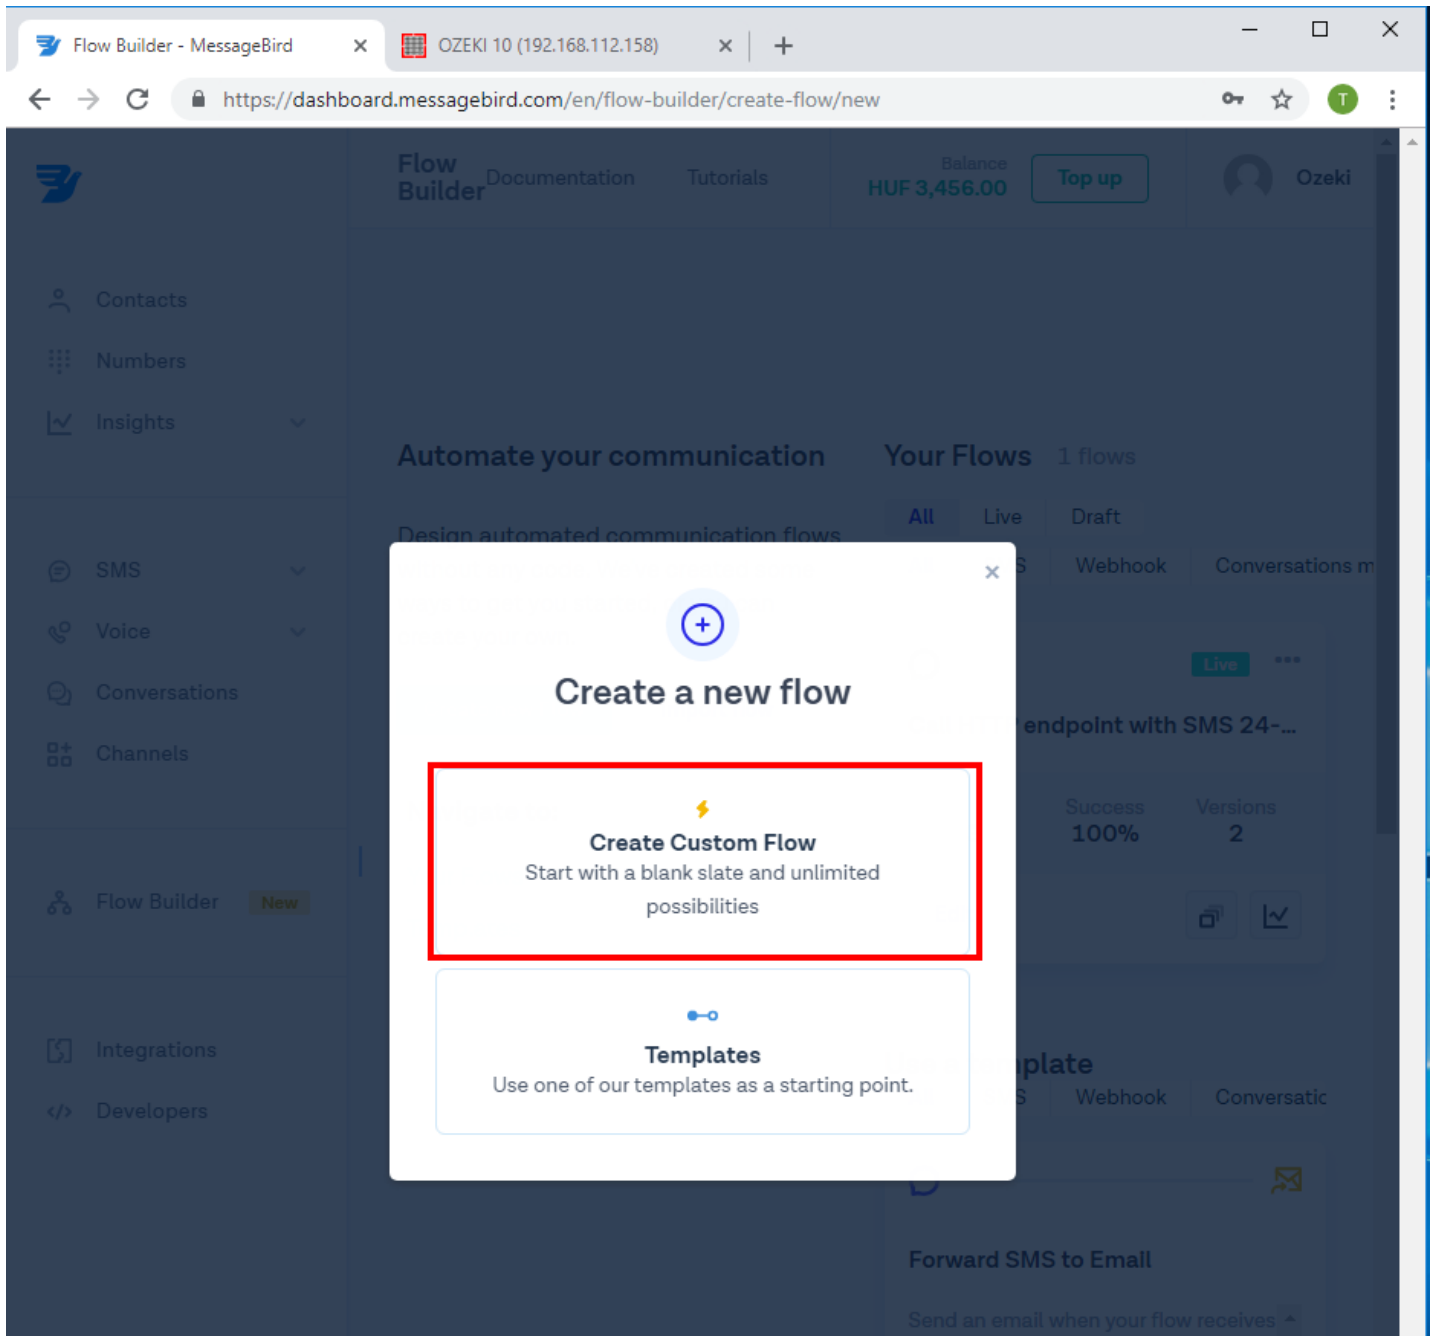 Flow Builder - MessageBird
OZEKI 10 (192.168.112.158)
https://dashboard.messagebird.com/en/flow-builder/create-flow/new
T
Flow
Builder
Documentation
Tutorials
Balance
HUF 3,456.00
Top up
Ozeki
Contacts
Numbers
Insights
SMS
Voice
Conversations
Channels
Flow Builder New
Integrations
Developers
Automate your communication
Design automated communication flows
Your Flows 1 flows
All Live Draft
S Webhook Conversations m
Live
endpoint with SMS 24-...
Success
100%
Versions
2
plate
S Webhook Conversatic
Forward SMS to Email
Send an email when your flow receives
Create a new flow
Create Custom Flow
Start with a blank slate and unlimited
possibilities
Templates
Use one of our templates as a starting point.